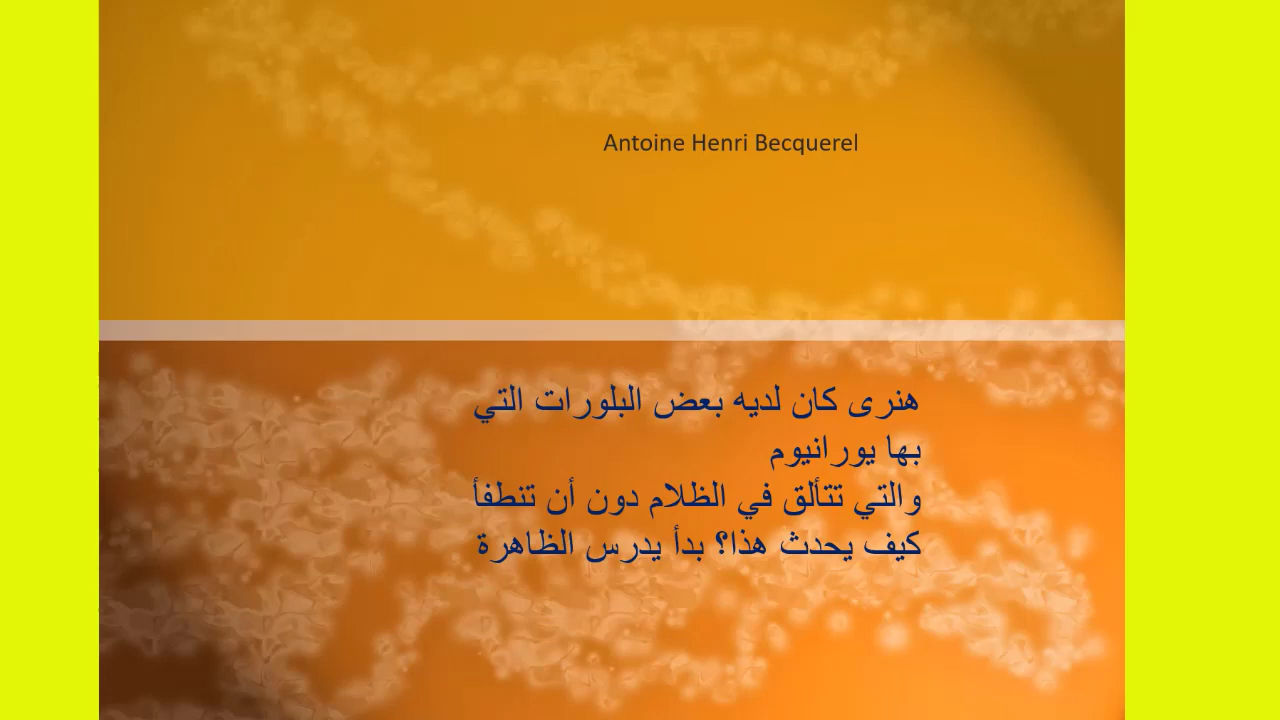 Antoine Henri Becquerel
هنرى كان لديه بعض البلورات التي
بها يورانيوم
والتي تتألق في الظلام دون أن تنطفأ
كيف يحدث هذا؟ بدأ يدرس الظاهرة